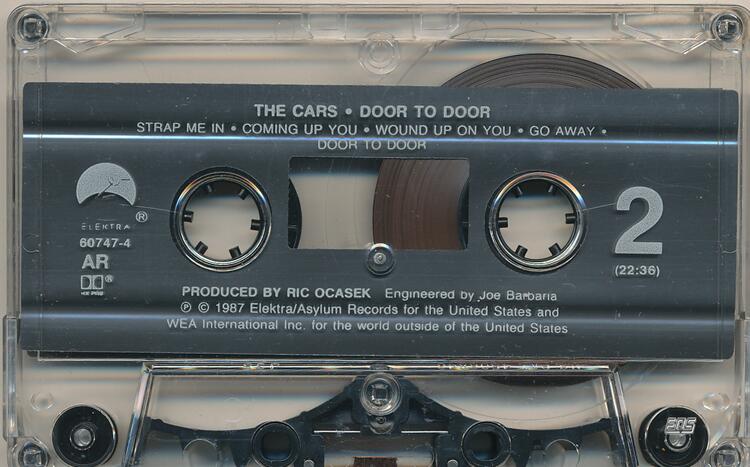 THE CARS • DOOR TO DOOR
STRAP ME IN • COMING UP YOU • WOUND UP ON YOU • GO AWAY •
DOOR TO DOOR
ELEKTRA ®
60747-4
AR
2
(22:36)
PRODUCED BY RIC OCASEK Engineered by Joe Barbaria
℗ © 1987 Elektra/Asylum Records for the United States and
WEA International Inc. for the world outside of the United States